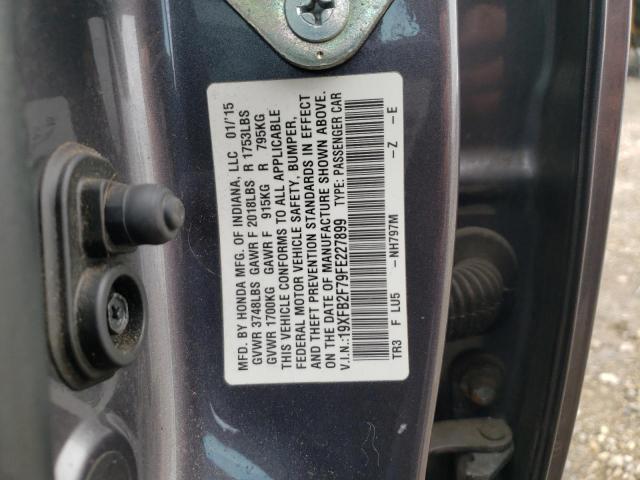 MFD. BY HONDA MFG. OF INDIANA, LLC 01/'15
GVWR 3748LBS GAWR F 2018LBS R 1753LBS
GVWR 1700KG GAWR F 915KG R 795KG
THIS VEHICLE CONFORMS TO ALL APPLICABLE
FEDERAL MOTOR VEHICLE SAFETY, BUMPER,
AND THEFT PREVENTION STANDARDS IN EFFECT
ON THE DATE OF MANUFACTURE SHOWN ABOVE.
V.I.N.:19XFB2F79FE227899 TYPE: PASSENGER CAR
TR3 F LU5 -NH797M -Z -E